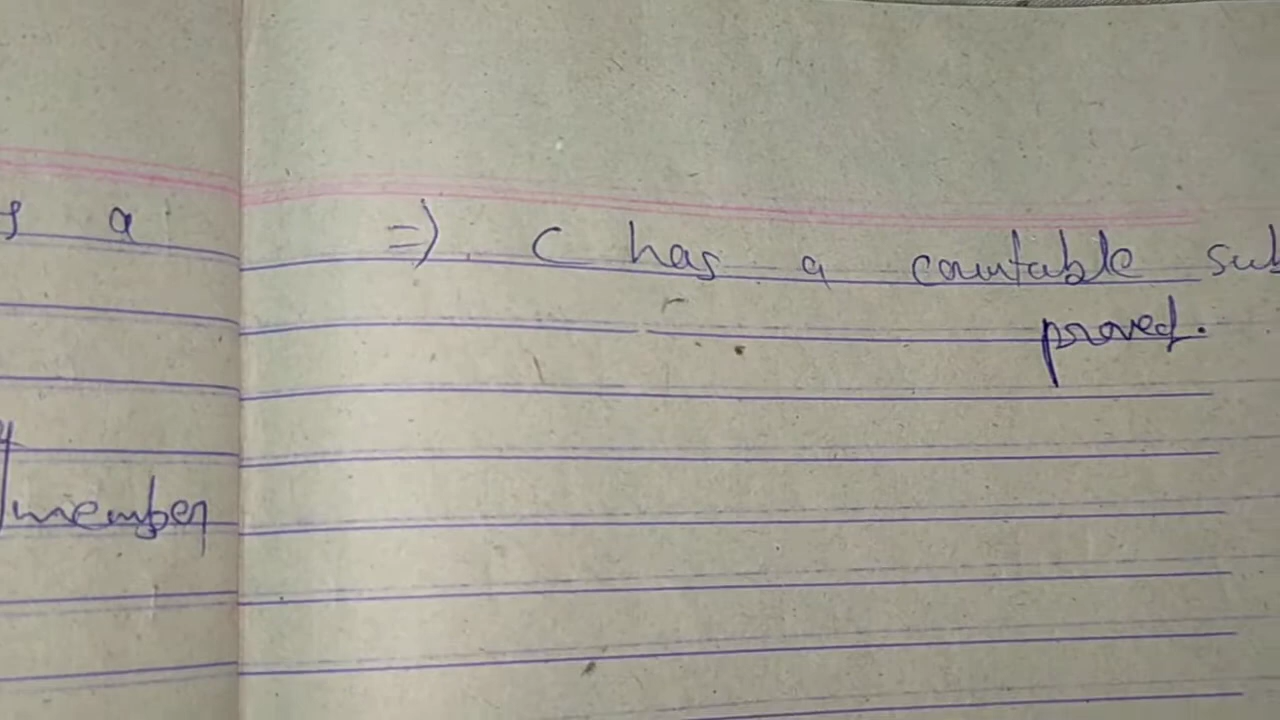 a
member
=) C has a countable sub
proved.